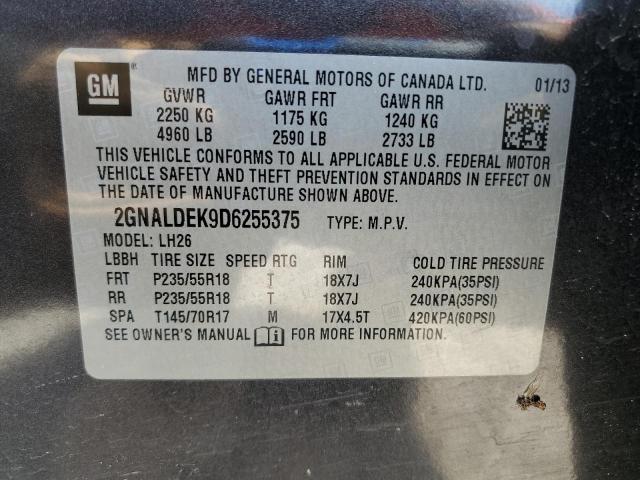 GM ®
MFD BY GENERAL MOTORS OF CANADA LTD. 01/13
GVWR GAWR FRT GAWR RR
2250 KG 1175 KG 1240 KG
4960 LB 2590 LB 2733 LB
THIS VEHICLE CONFORMS TO ALL APPLICABLE U.S. FEDERAL MOTOR
VEHICLE SAFETY AND THEFT PREVENTION STANDARDS IN EFFECT ON
THE DATE OF MANUFACTURE SHOWN ABOVE.
2GNALDEK9D6255375 TYPE: M.P.V.
MODEL: LH26
LBBH TIRE SIZE SPEED RTG RIM COLD TIRE PRESSURE
FRT P235/55R18 T 18X7J 240KPA(35PSI)
RR P235/55R18 T 18X7J 240KPA(35PSI)
SPA T145/70R17 M 17X4.5T 420KPA(60PSI)
SEE OWNER'S MANUAL FOR MORE INFORMATION.